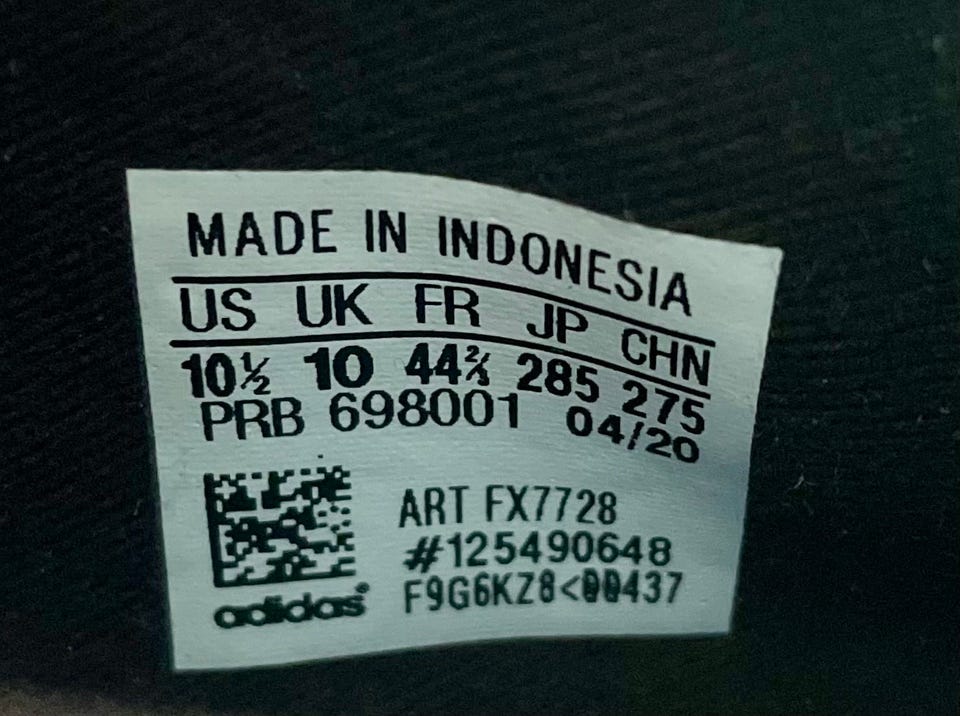 MADE IN INDONESIA
US UK FR JP CHN
10½ 10 44⅔ 285 275
PRB 698001 04/20
ART FX7728
#125490648
F9G6KZ8<00437
adidas®